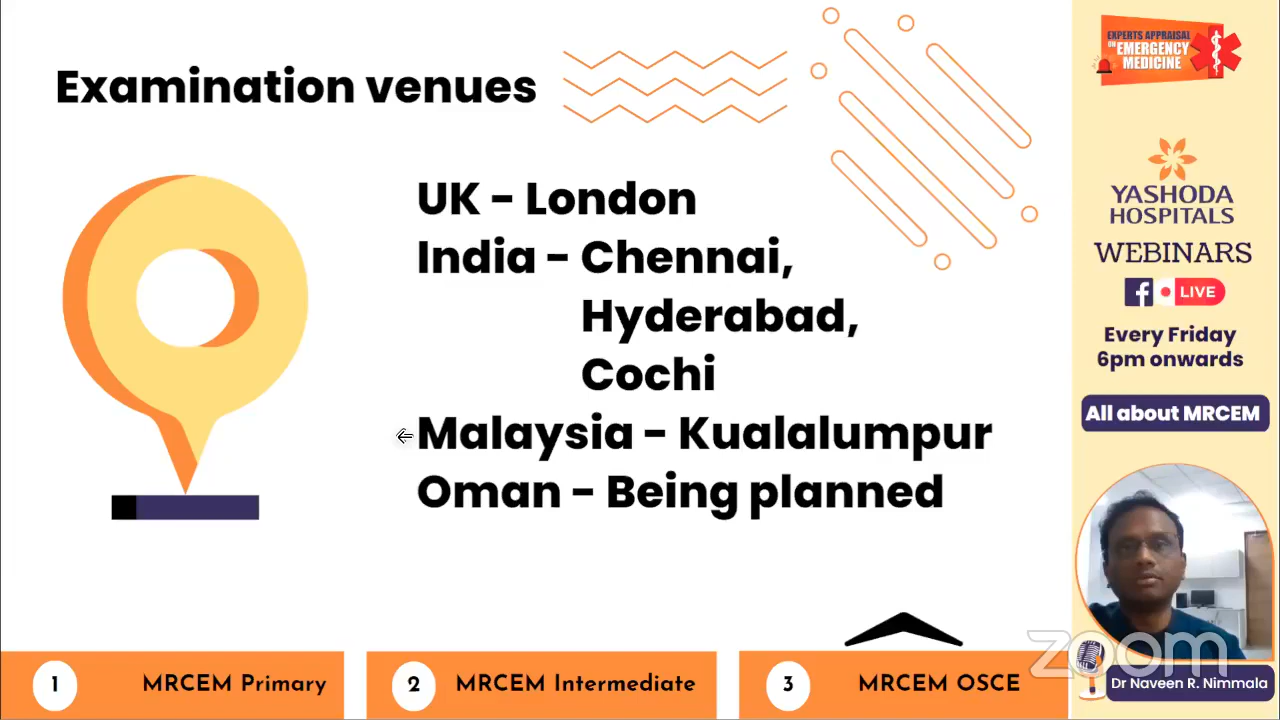 Examination venues
UK - London
India - Chennai,
Hyderabad,
Cochi
Malaysia - Kualalumpur
Oman - Being planned
1 MRCEM Primary
2 MRCEM Intermediate
3 MRCEM OSCE
EXPERTS APPRAISAL
ON EMERGENCY
MEDICINE
YASHODA
HOSPITALS
WEBINARS
f LIVE
Every Friday
6pm onwards
All about MRCEM
zoom
Dr Naveen R. Nimmala